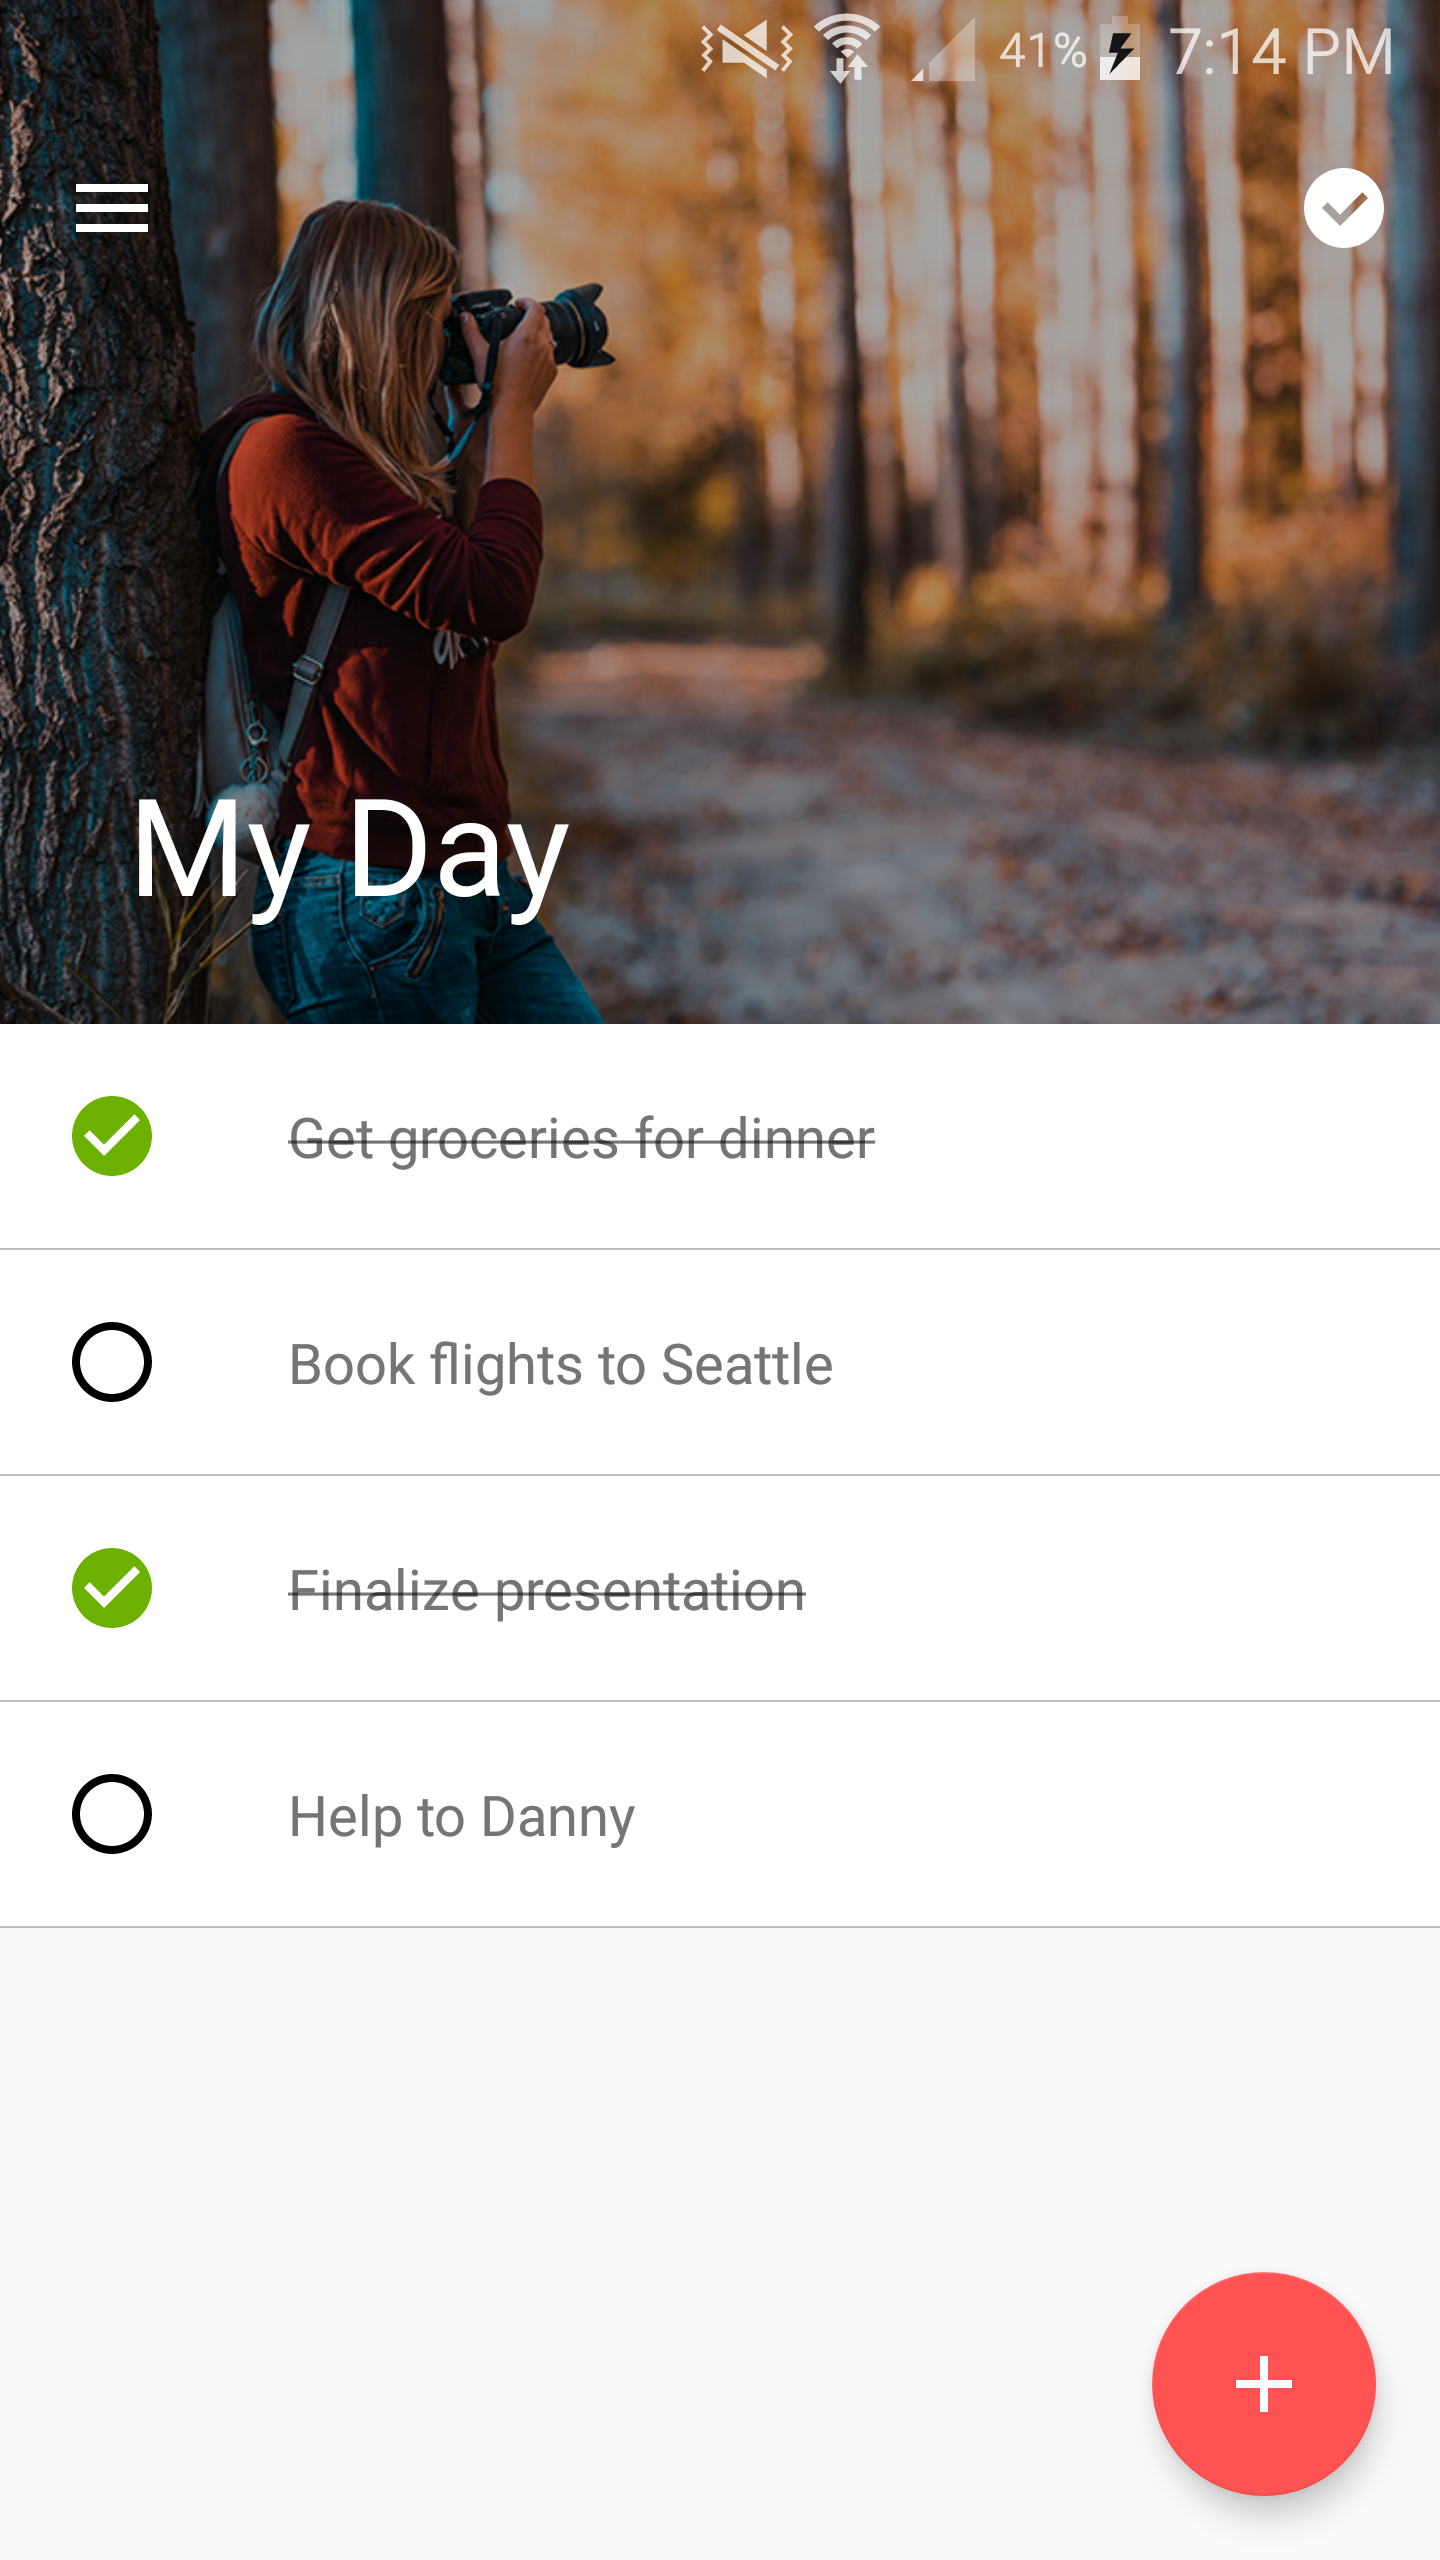 41% 7:14 PM
My Day
Get groceries for dinner
Book flights to Seattle
Finalize presentation
Help to Danny